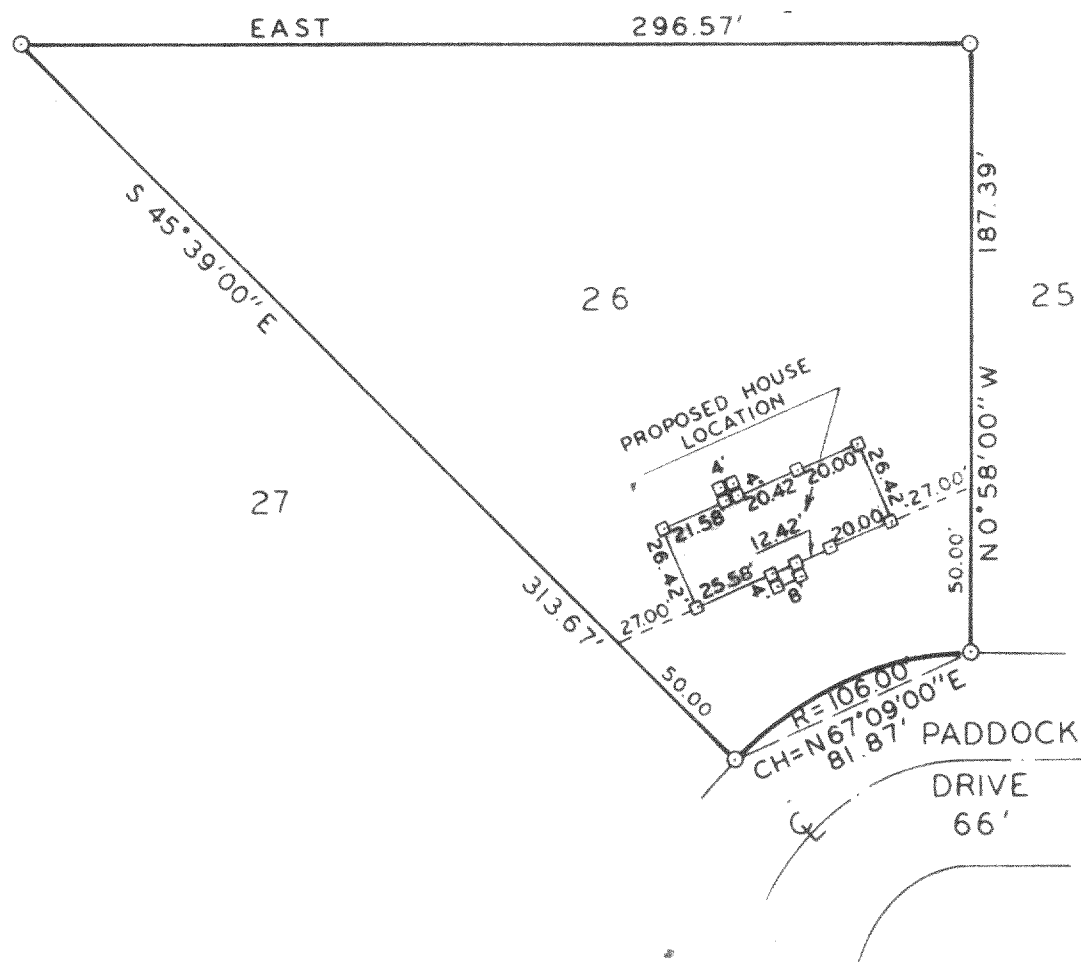 EAST 296.57'
S 45°39'00" E
313.67'
187.39'
N 0°58'00" W
26
25
27
PROPOSED HOUSE
LOCATION
4'
4'
21.58'
20.42'
20.00'
26.42'
26.42'
27.00'
12.42'
20.00'
25.58'
4'
8'
27.00'
50.00'
50.00
R=106.00'
CH=N67°09'00"E
81.87'
PADDOCK
DRIVE
66'
CL